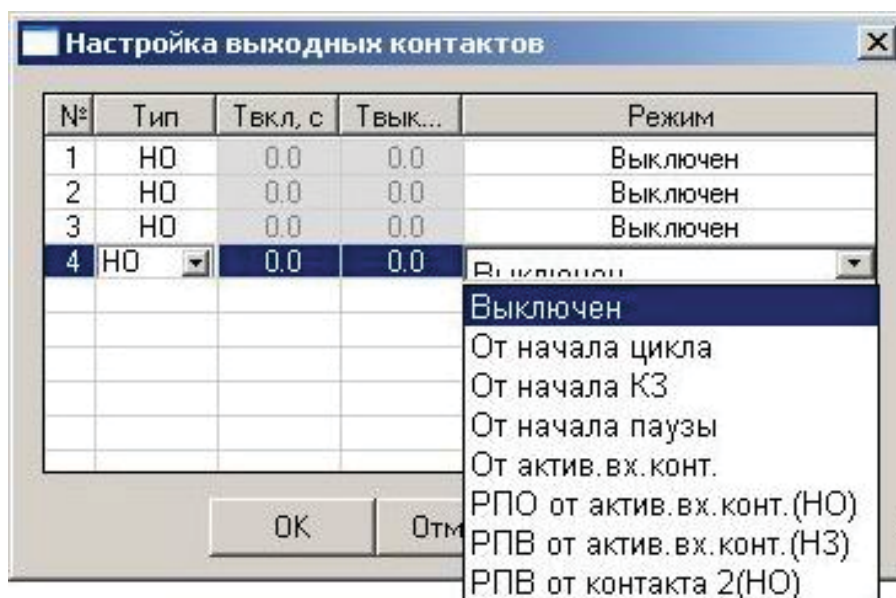 Настройка выходных контактов
№ Тип Tвкл, с Tвык... Режим
1 НО 0.0 0.0 Выключен
2 НО 0.0 0.0 Выключен
3 НО 0.0 0.0 Выключен
4 НО 0.0 0.0 Выключен
Выключен
От начала цикла
От начала КЗ
От начала паузы
От актив.вх.конт.
РПО от актив.вх.конт.(НО)
РПВ от актив.вх.конт.(НЗ)
РПВ от контакта 2(НО)
OK Отм